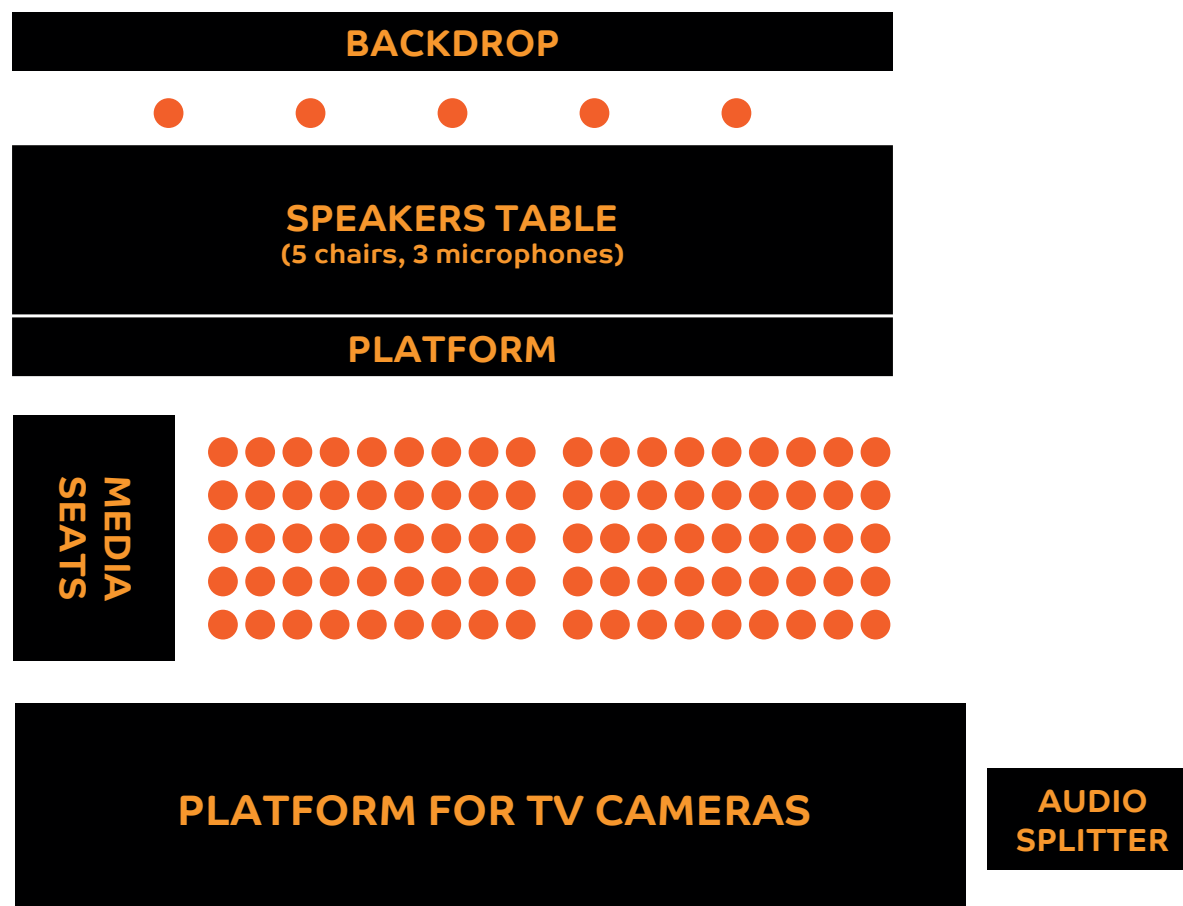 BACKDROP
SPEAKERS TABLE
(5 chairs, 3 microphones)
PLATFORM
MEDIA
SEATS
PLATFORM FOR TV CAMERAS
AUDIO
SPLITTER